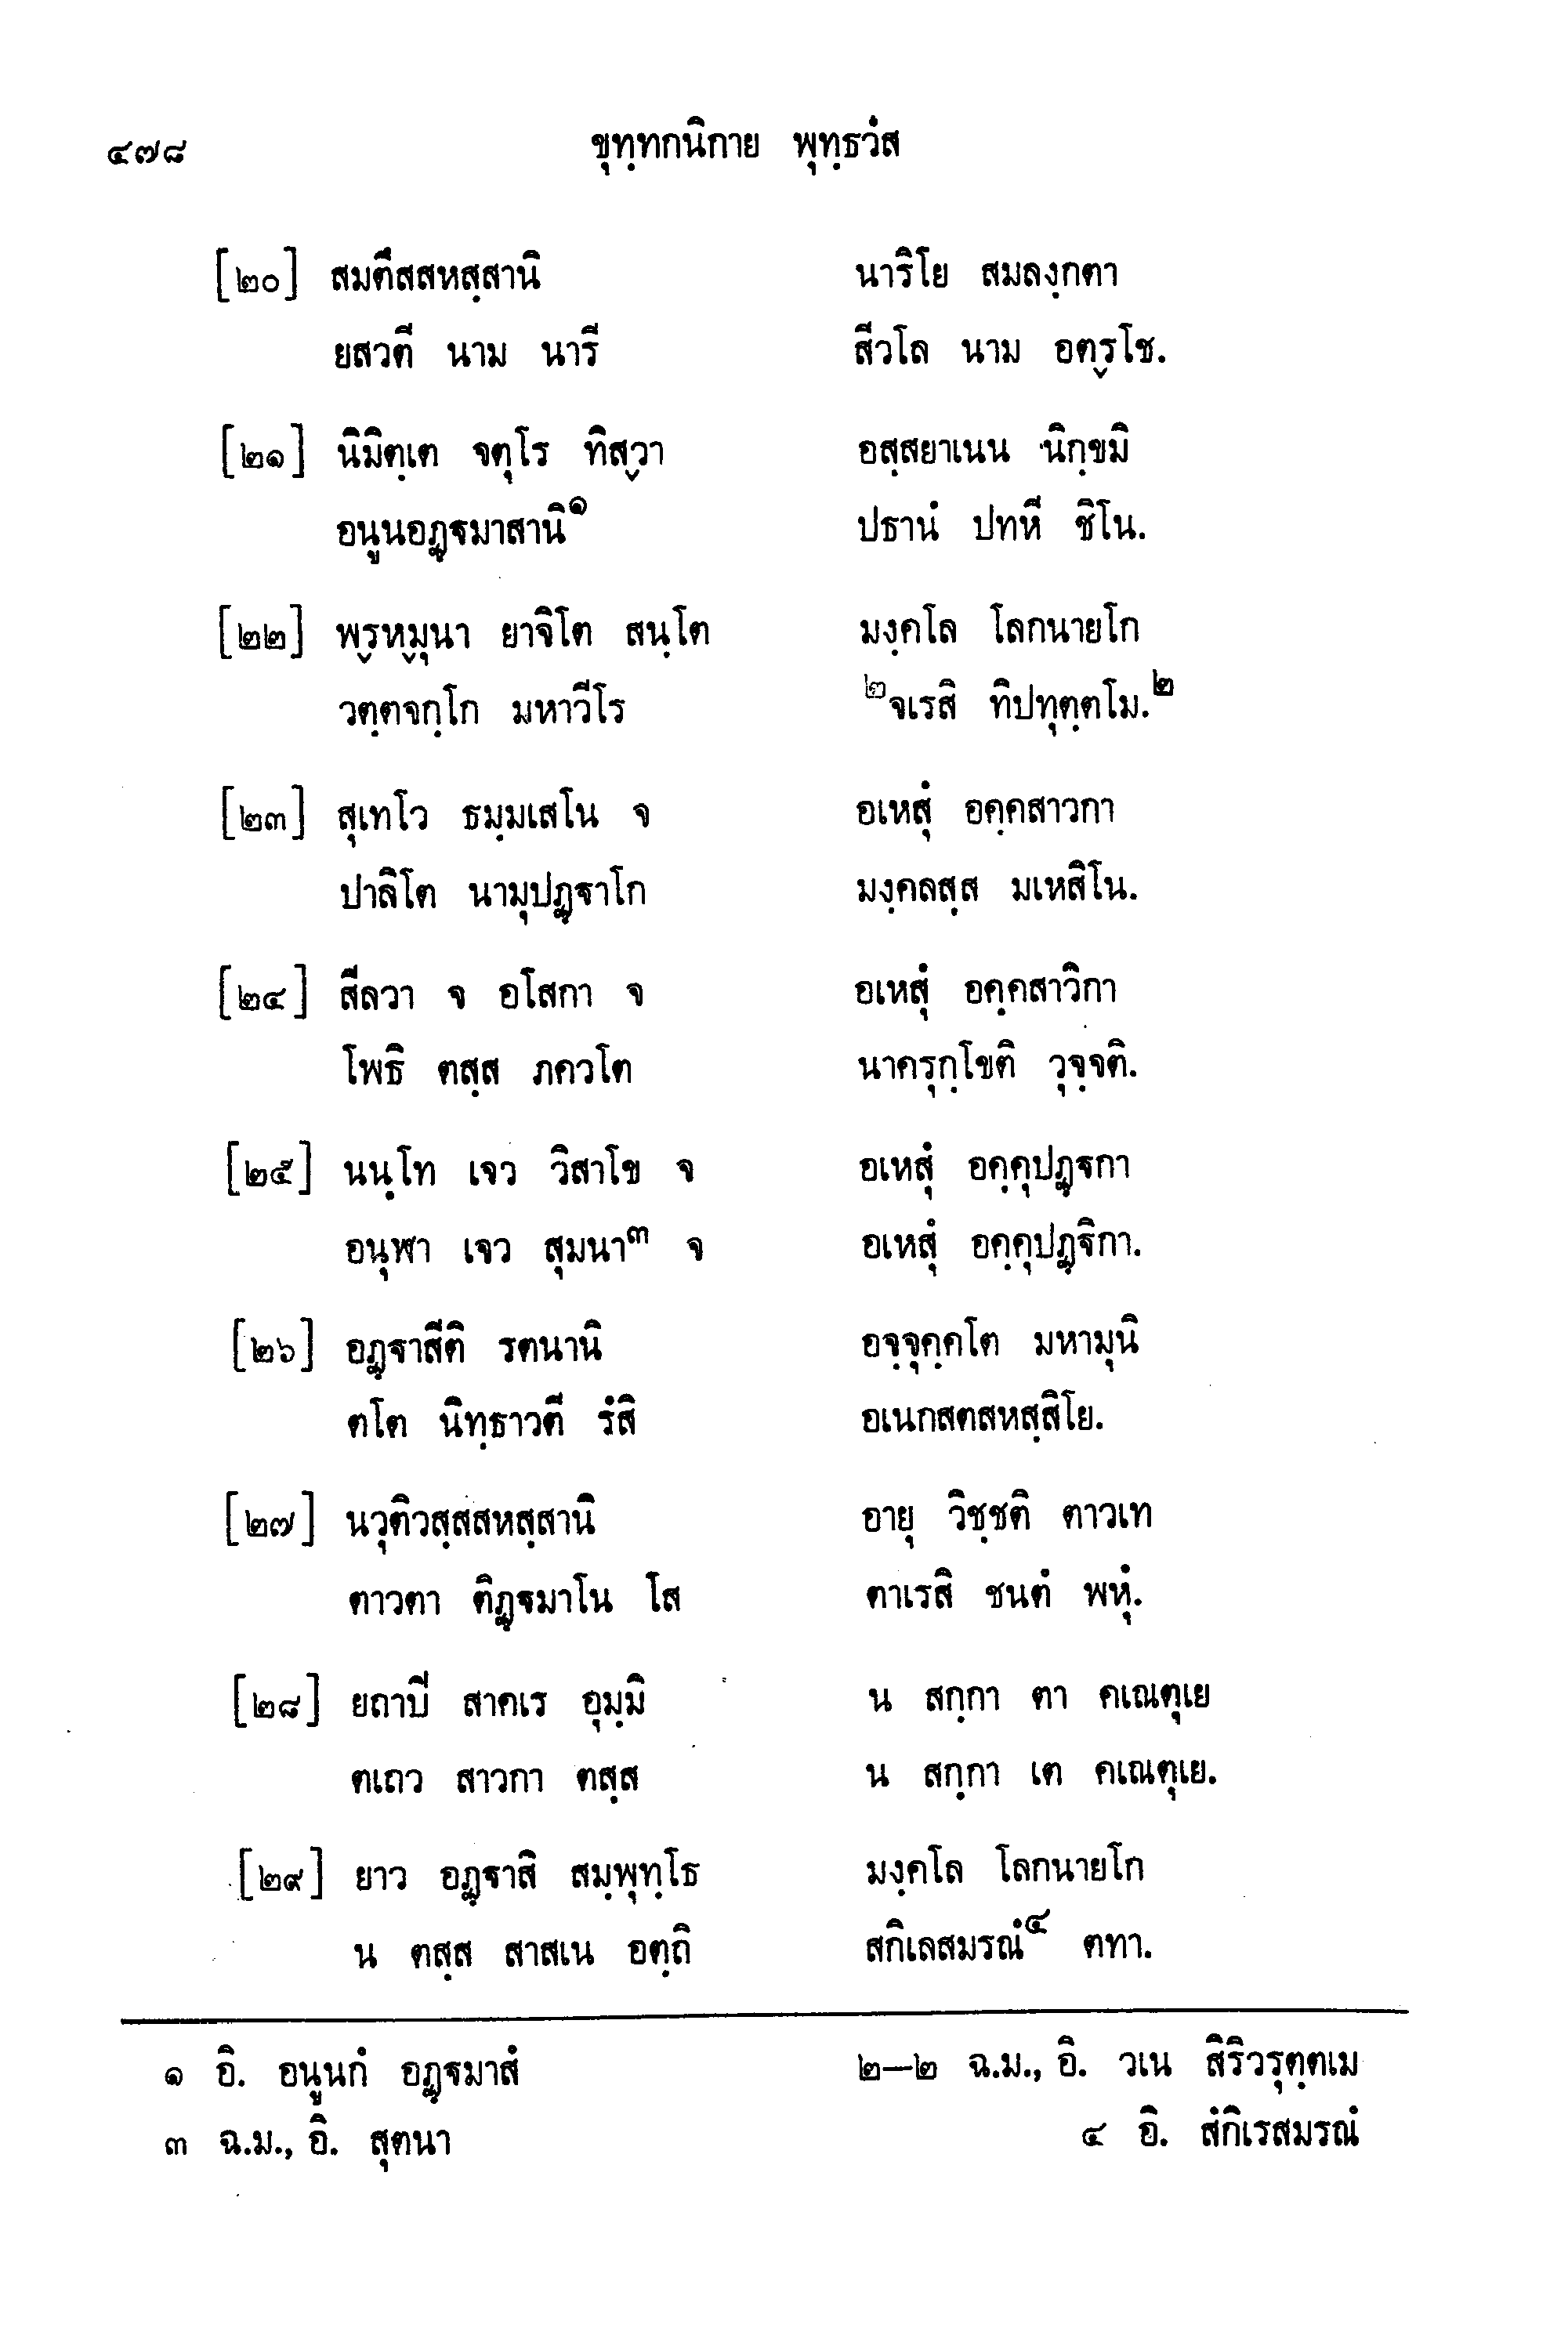 ๔๗๘ ขุทฺทกนิกาย พุทฺธวํส
[๒๐] สมตึสสหสฺสานิ นาริโย สมลงฺกตา
ยสวตี นาม นารี สีวโล นาม อตฺรโช.
[๒๑] นิมิตฺเต จตุโร ทิสฺวา อสฺสยาเนน นิกฺขมิ
อนูนอฏฺฐมาสานิ๑ ปธานํ ปทหี ชิโน.
[๒๒] พฺรหฺมุนา ยาจิโต สนฺโต มงฺคโล โลกนายโก
วตฺตจกฺโก มหาวีโร ๒จเรสิ ทิปทุตฺตโม.๒
[๒๓] สุเทโว ธมฺมเสโน จ อเหสุํ อคฺคสาวกา
ปาลิโต นามุปฏฺฐาโก มงฺคลสฺส มเหสิโน.
[๒๔] สีลวา จ อโสกา จ อเหสุํ อคฺคสาวิกา
โพธิ ตสฺส ภควโต นาครุกฺโขติ วุจฺจติ.
[๒๕] นนฺโท เจว วิสาโข จ อเหสุํ อคฺคุปฏฺฐกา
อนุฬา เจว สุมนา๓ จ อเหสุํ อคฺคุปฏฺฐิกา.
[๒๖] อฏฺฐาสีติ รตนานิ อจฺจุคฺคโต มหามุนิ
ตโต นิทฺธาวตี รํสิ อเนกสตสหสฺสิโย.
[๒๗] นวุติวสฺสสหสฺสานิ อายุ วิชฺชติ ตาวเท
ตาวตา ติฏฺฐมาโน โส ตาเรสิ ชนตํ พหุํ.
[๒๘] ยถาปี สาคเร อุมฺมิ น สกฺกา ตา คเณตุเย
ตเถว สาวกา ตสฺส น สกฺกา เต คเณตุเย.
[๒๙] ยาว อฏฺฐาสิ สมฺพุทฺโธ มงฺคโล โลกนายโก
น ตสฺส สาสเน อตฺถิ สกิเลสมรณํ๔ ตทา.
๑ อิ. อนูนกํ อฏฺฐมาสํ ๒—๒ ฉ.ม., อิ. วเน สิริวรุตฺตเม
๓ ฉ.ม., อิ. สุตนา ๔ อิ. สํกิเรสมรณํ